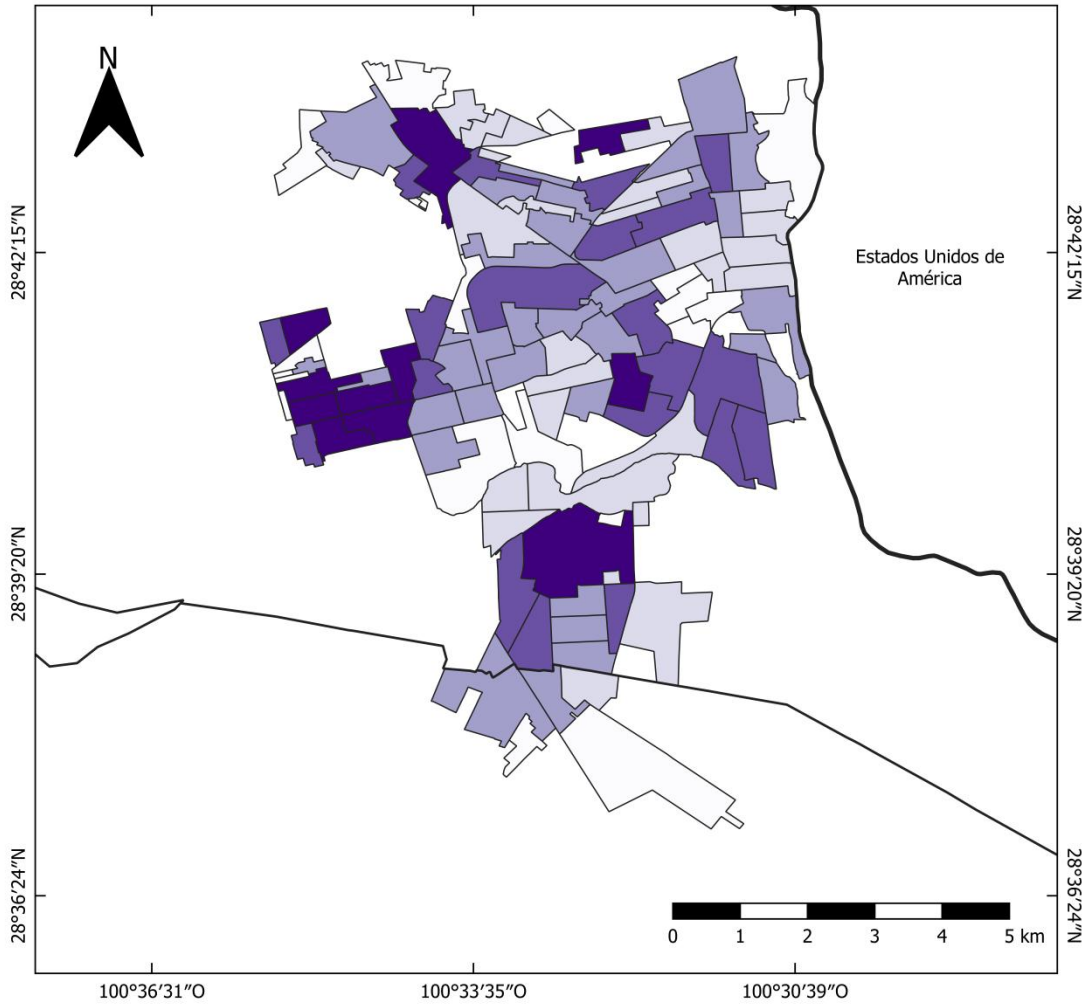 N
28°42′15″N
28°42′15″N
Estados Unidos de
América
28°39′20″N
28°39′20″N
28°36′24″N
28°36′24″N
0 1 2 3 4 5 km
100°36′31″O 100°33′35″O 100°30′39″O